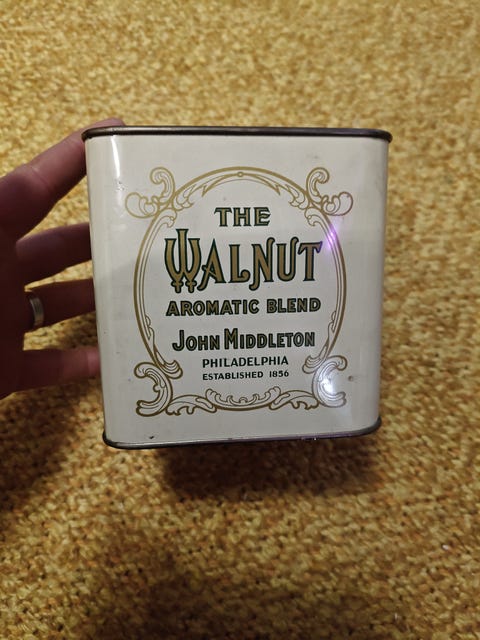 THE
WALNUT
AROMATIC BLEND
JOHN MIDDLETON
PHILADELPHIA
ESTABLISHED 1856